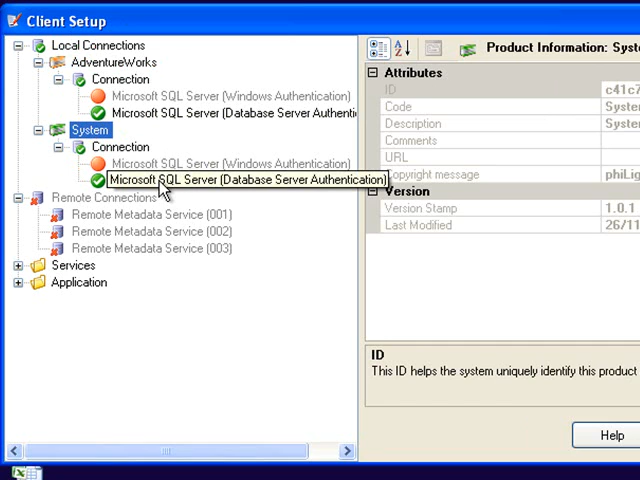 Client Setup
Local Connections
AdventureWorks
Connection
Microsoft SQL Server (Windows Authentication)
Microsoft SQL Server (Database Server Authenti
System
Connection
Microsoft SQL Server (Windows Authentication)
Microsoft SQL Server (Database Server Authentication)
Remote Connections
Remote Metadata Service (001)
Remote Metadata Service (002)
Remote Metadata Service (003)
Services
Application
Product Information: Syste
Attributes
ID c41c7
Code System
Description System
Comments
URL
Copyright message phiLig
Version
Version Stamp 1.0.1
Last Modified 26/11
ID
This ID helps the system uniquely identify this product
Help